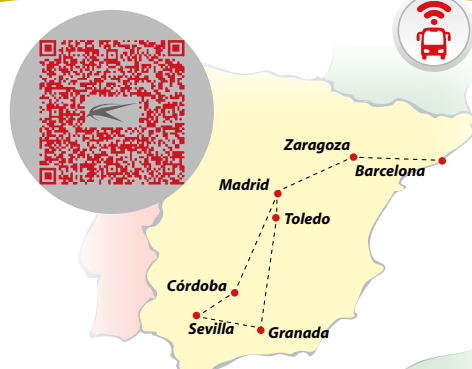 Zaragoza
Barcelona
Madrid
Toledo
Córdoba
Sevilla
Granada